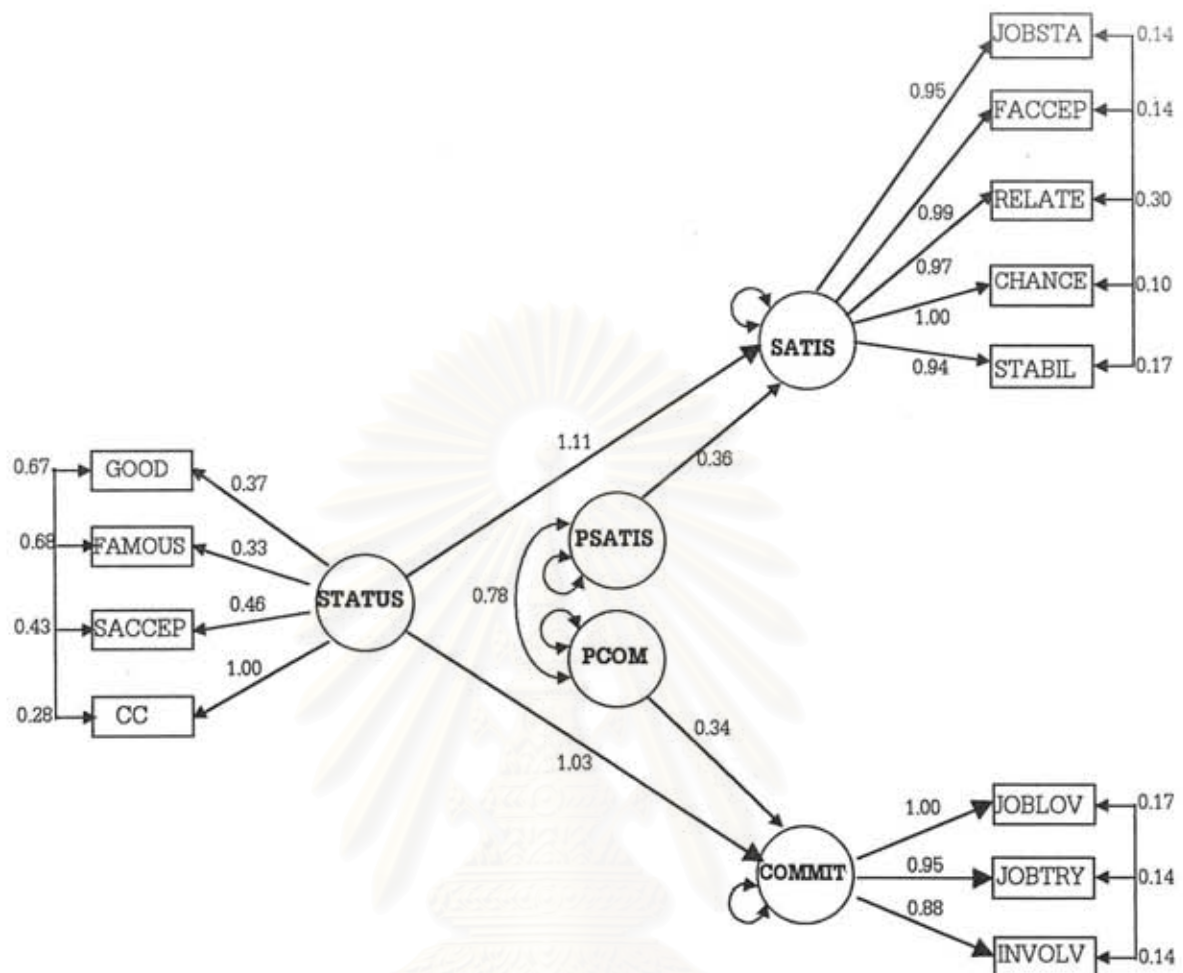 JOBSTA
0.14
0.95
FACCEP
0.14
RELATE
0.30
0.99
0.97
CHANCE
0.10
1.00
SATIS
STABIL
0.17
0.94
1.11
0.36
0.67
GOOD
0.37
PSATIS
0.68
FAMOUS
0.33
STATUS
0.78
0.43
SACCEP
0.46
PCOM
1.00
0.28
CC
0.34
1.03
JOBLOV
0.17
1.00
COMMIT
0.95
JOBTRY
0.14
0.88
INVOLV
0.14